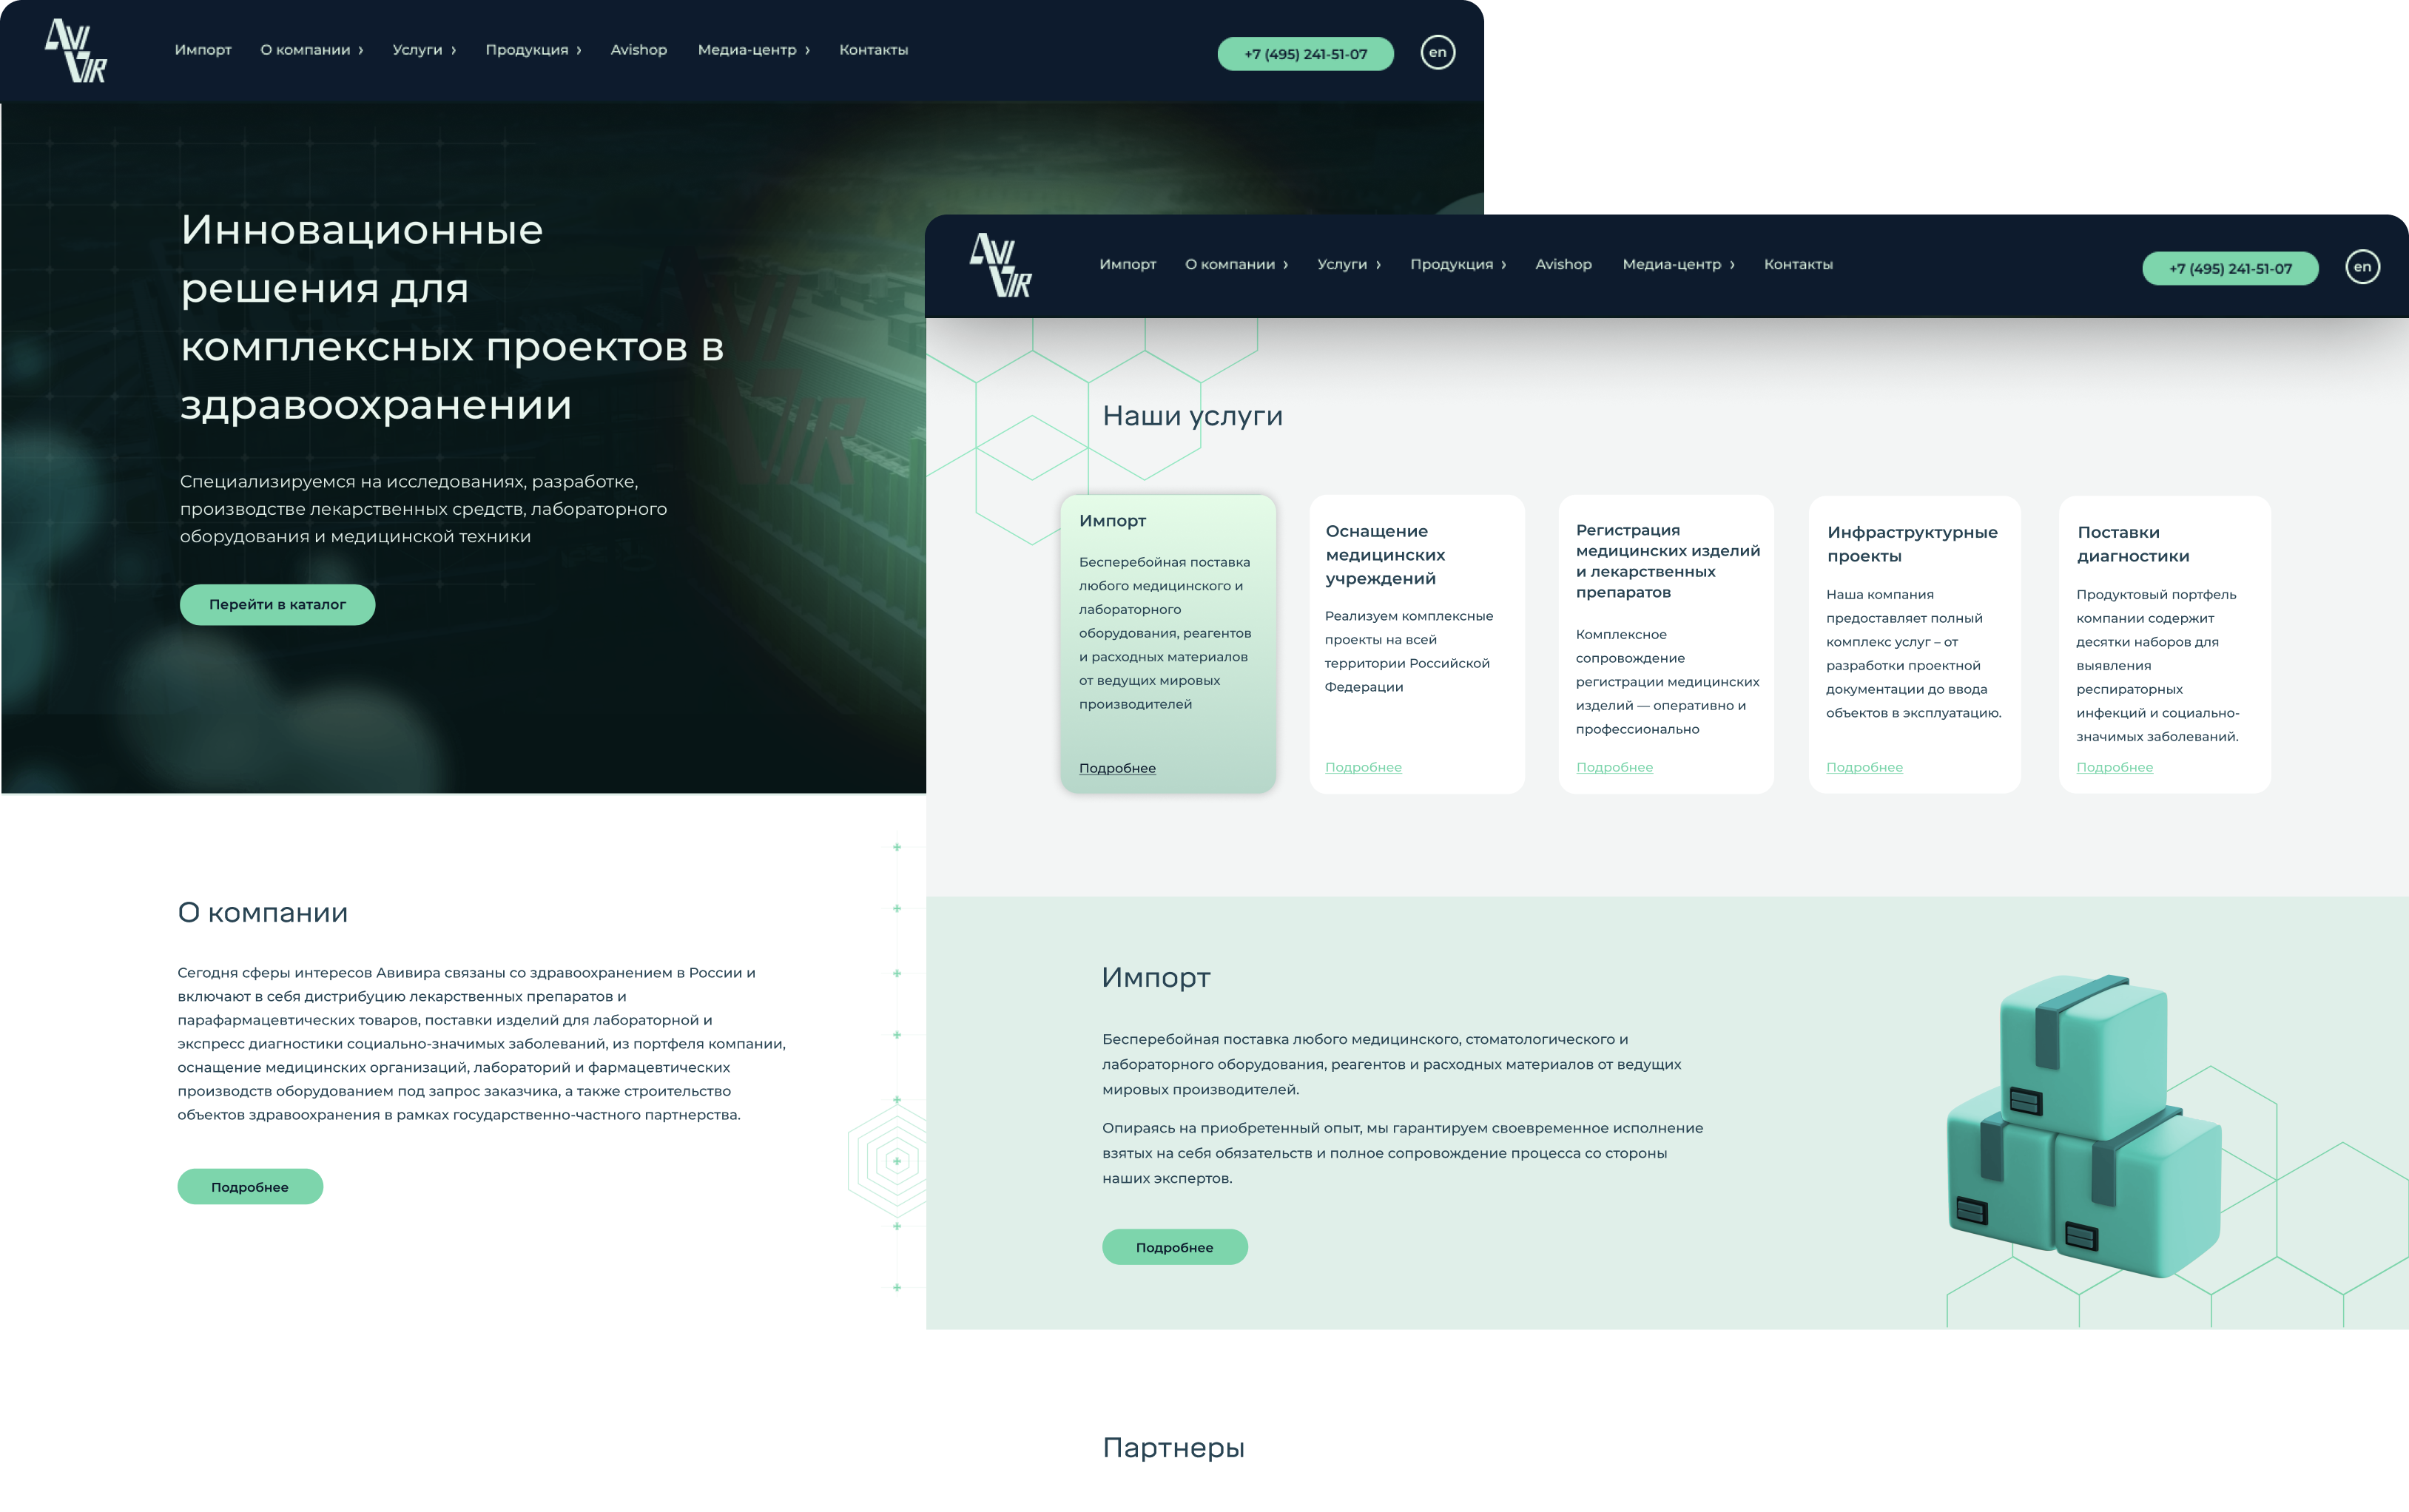 AVI
VIR
Импорт
О компании
Услуги
Продукция
Avishop
Медиа-центр
Контакты
+7 (495) 241-51-07
en
Инновационные
решения для
комплексных проектов в
здравоохранении
Специализируемся на исследованиях, разработке,
производстве лекарственных средств, лабораторного
оборудования и медицинской техники
Перейти в каталог
О компании
Сегодня сферы интересов Авивира связаны со здравоохранением в России и
включают в себя дистрибуцию лекарственных препаратов и
парафармацевтических товаров, поставки изделий для лабораторной и
экспресс диагностики социально-значимых заболеваний, из портфеля компании,
оснащение медицинских организаций, лабораторий и фармацевтических
производств оборудованием под запрос заказчика, а также строительство
объектов здравоохранения в рамках государственно-частного партнерства.
Подробнее
AVI
VIR
Импорт
О компании
Услуги
Продукция
Avishop
Медиа-центр
Контакты
+7 (495) 241-51-07
en
Наши услуги
Импорт
Бесперебойная поставка
любого медицинского и
лабораторного
оборудования, реагентов
и расходных материалов
от ведущих мировых
производителей
Подробнее
Оснащение
медицинских
учреждений
Реализуем комплексные
проекты на всей
территории Российской
Федерации
Подробнее
Регистрация
медицинских изделий
и лекарственных
препаратов
Комплексное
сопровождение
регистрации медицинских
изделий — оперативно и
профессионально
Подробнее
Инфраструктурные
проекты
Наша компания
предоставляет полный
комплекс услуг – от
разработки проектной
документации до ввода
объектов в эксплуатацию.
Подробнее
Поставки
диагностики
Продуктовый портфель
компании содержит
десятки наборов для
выявления
респираторных
инфекций и социально-
значимых заболеваний.
Подробнее
Импорт
Бесперебойная поставка любого медицинского, стоматологического и
лабораторного оборудования, реагентов и расходных материалов от ведущих
мировых производителей.
Опираясь на приобретенный опыт, мы гарантируем своевременное исполнение
взятых на себя обязательств и полное сопровождение процесса со стороны
наших экспертов.
Подробнее
Партнеры